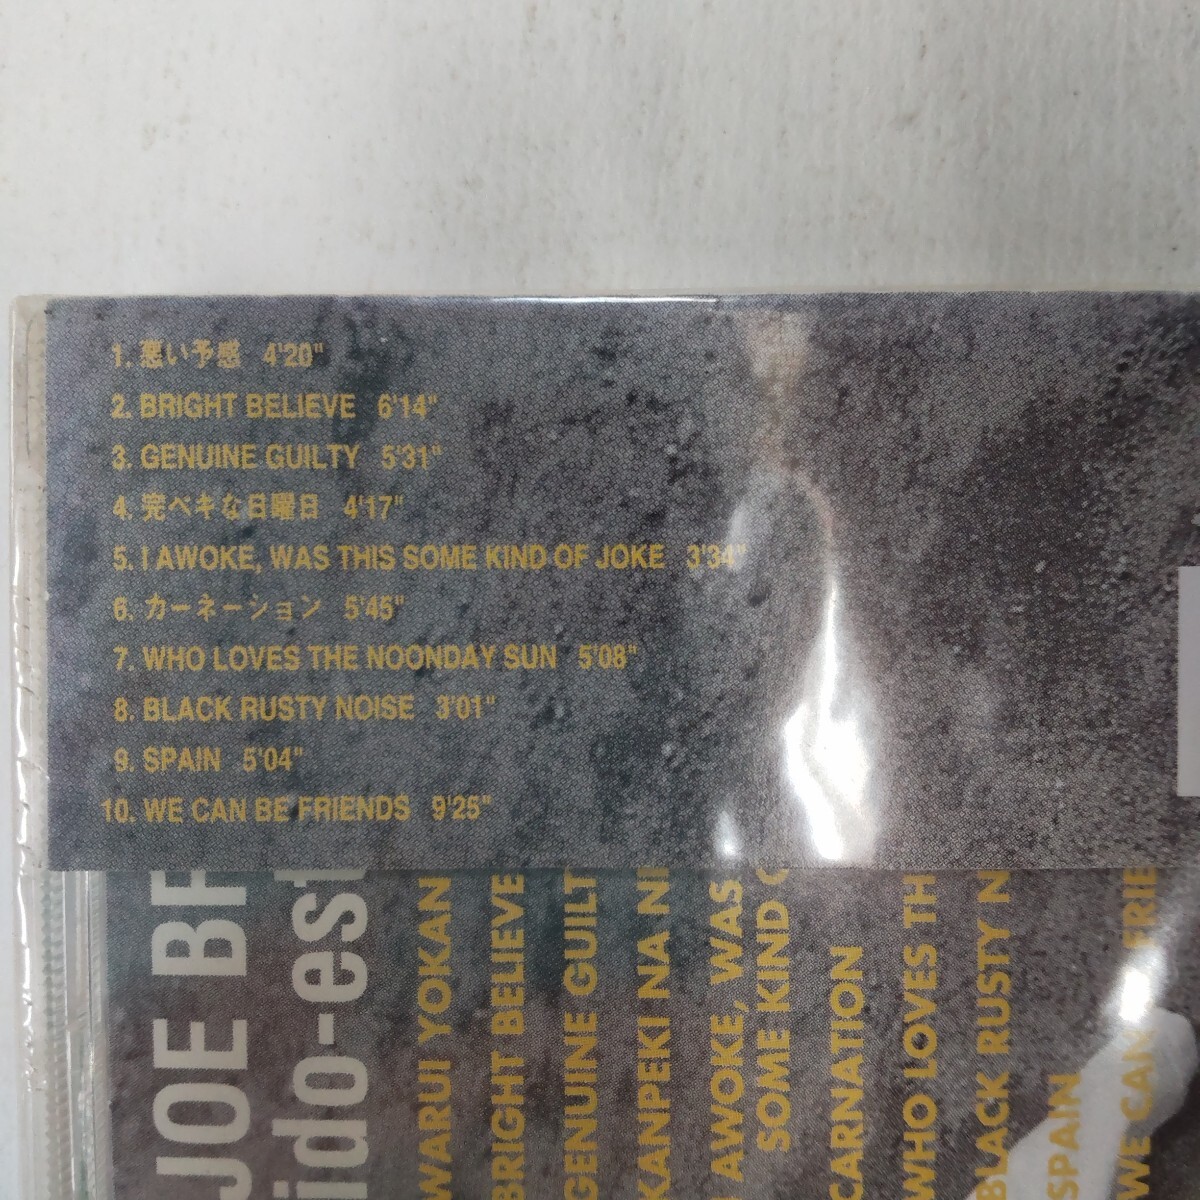 1. 悪い予感 4'20"
2. BRIGHT BELIEVE 6'14"
3. GENUINE GUILTY 5'31"
4. 完ペキな日曜日 4'17"
5. I AWOKE, WAS THIS SOME KIND OF JOKE 3'34"
6. カーネーション 5'45"
7. WHO LOVES THE NOONDAY SUN 5'08"
8. BLACK RUSTY NOISE 3'01"
9. SPAIN 5'04"
10. WE CAN BE FRIENDS 9'25"
JOE
ido-est
WARUI YOKAN
BRIGHT BELIEVE
GENUINE GUILT
KANPEKI NA NI
I AWOKE, WAS
SOME KIND
CARNATION
WHO LOVES TH
BLACK RUSTY N
SPAIN
WE CAN FRIE